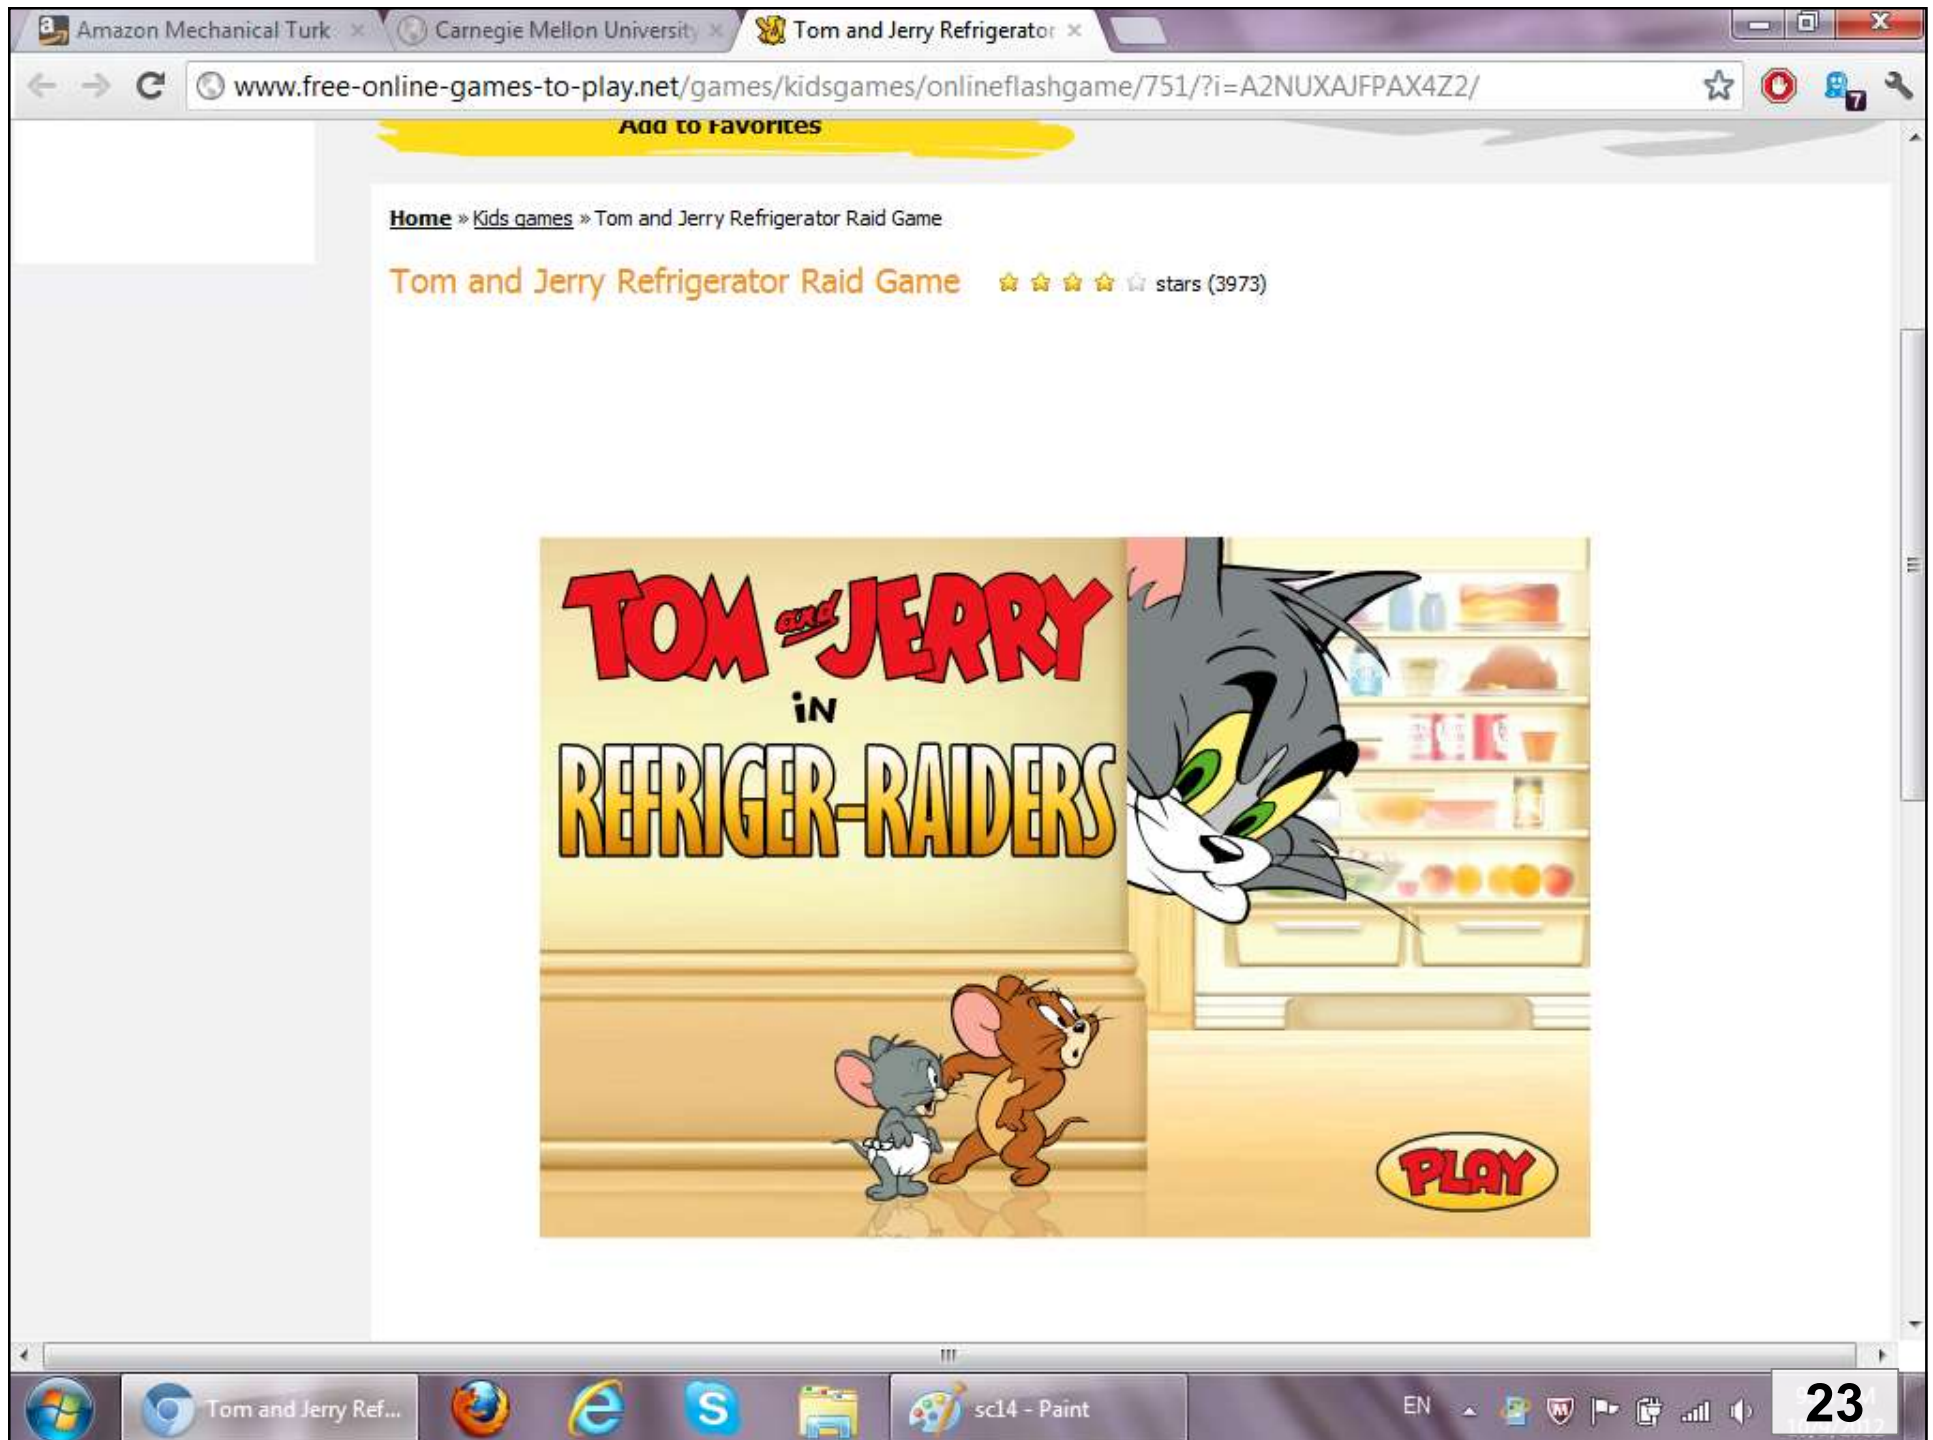 Amazon Mechanical Turk
Carnegie Mellon University
Tom and Jerry Refrigerator
www.free-online-games-to-play.net/games/kidsgames/onlineflashgame/751/?i=A2NUXAJFPAX4Z2/
7
Add to Favorites
Home » Kids games » Tom and Jerry Refrigerator Raid Game
Tom and Jerry Refrigerator Raid Game stars (3973)
TOM and JERRY
iN
REFRIGER-RAIDERS
PLAY
Tom and Jerry Ref...
sc14 - Paint
EN
23